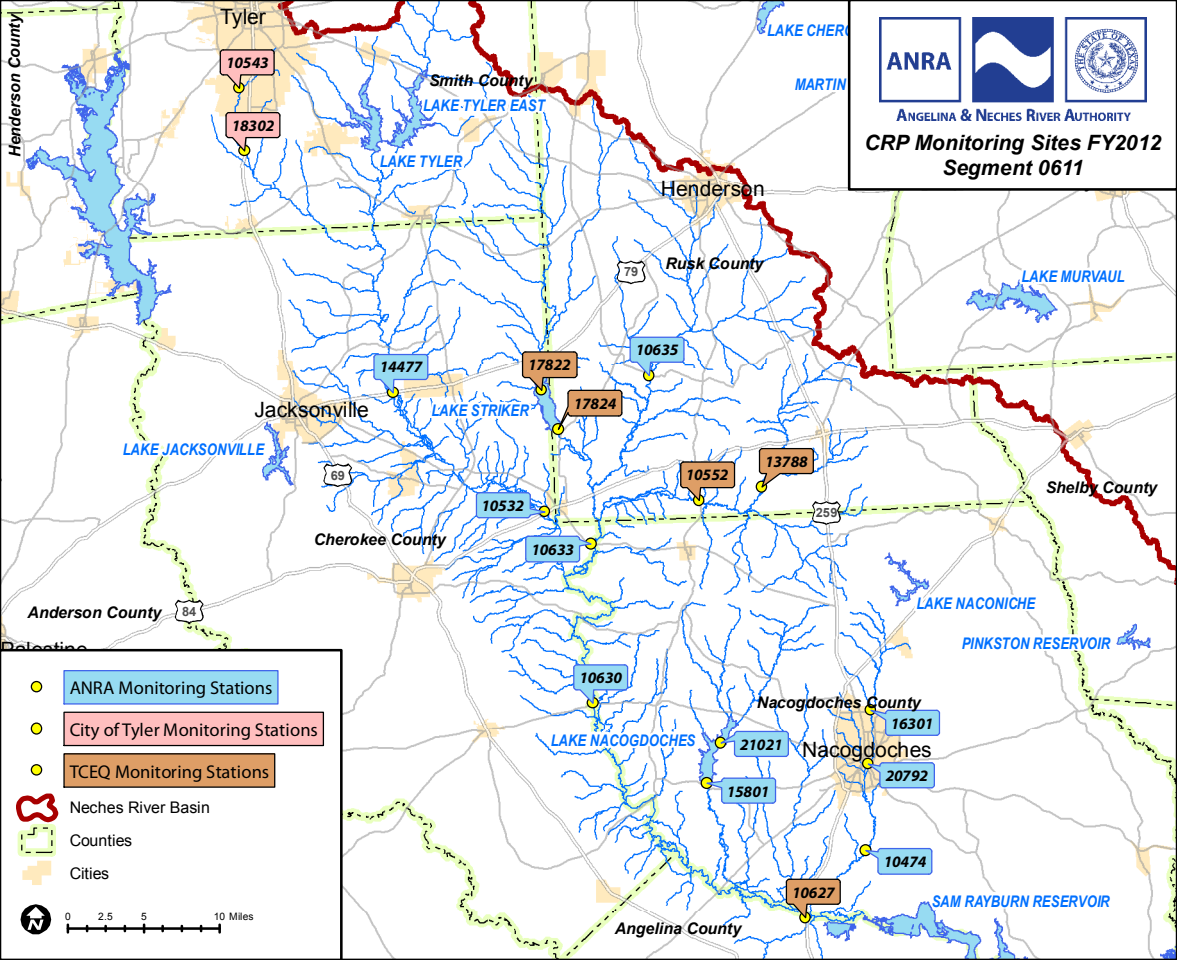 Tyler
Henderson County
10543
Smith County
LAKE TYLER EAST
18302
LAKE TYLER
LAKE CHERO
MARTIN
ANRA
THE STATE OF TEXAS
ANGELINA & NECHES RIVER AUTHORITY
CRP Monitoring Sites FY2012
Segment 0611
Henderson
79
Rusk County
LAKE MURVAUL
14477
17822
10635
17824
Jacksonville
LAKE STRIKER
LAKE JACKSONVILLE
69
10552
13788
Shelby County
10532
259
Cherokee County
10633
Anderson County
84
LAKE NACONICHE
PINKSTON RESERVOIR
Palestine
10630
Nacogdoches County
16301
LAKE NACOGDOCHES
21021
Nacogdoches
20792
15801
10474
10627
SAM RAYBURN RESERVOIR
Angelina County
ANRA Monitoring Stations
City of Tyler Monitoring Stations
TCEQ Monitoring Stations
Neches River Basin
Counties
Cities
N
0 2.5 5 10 Miles